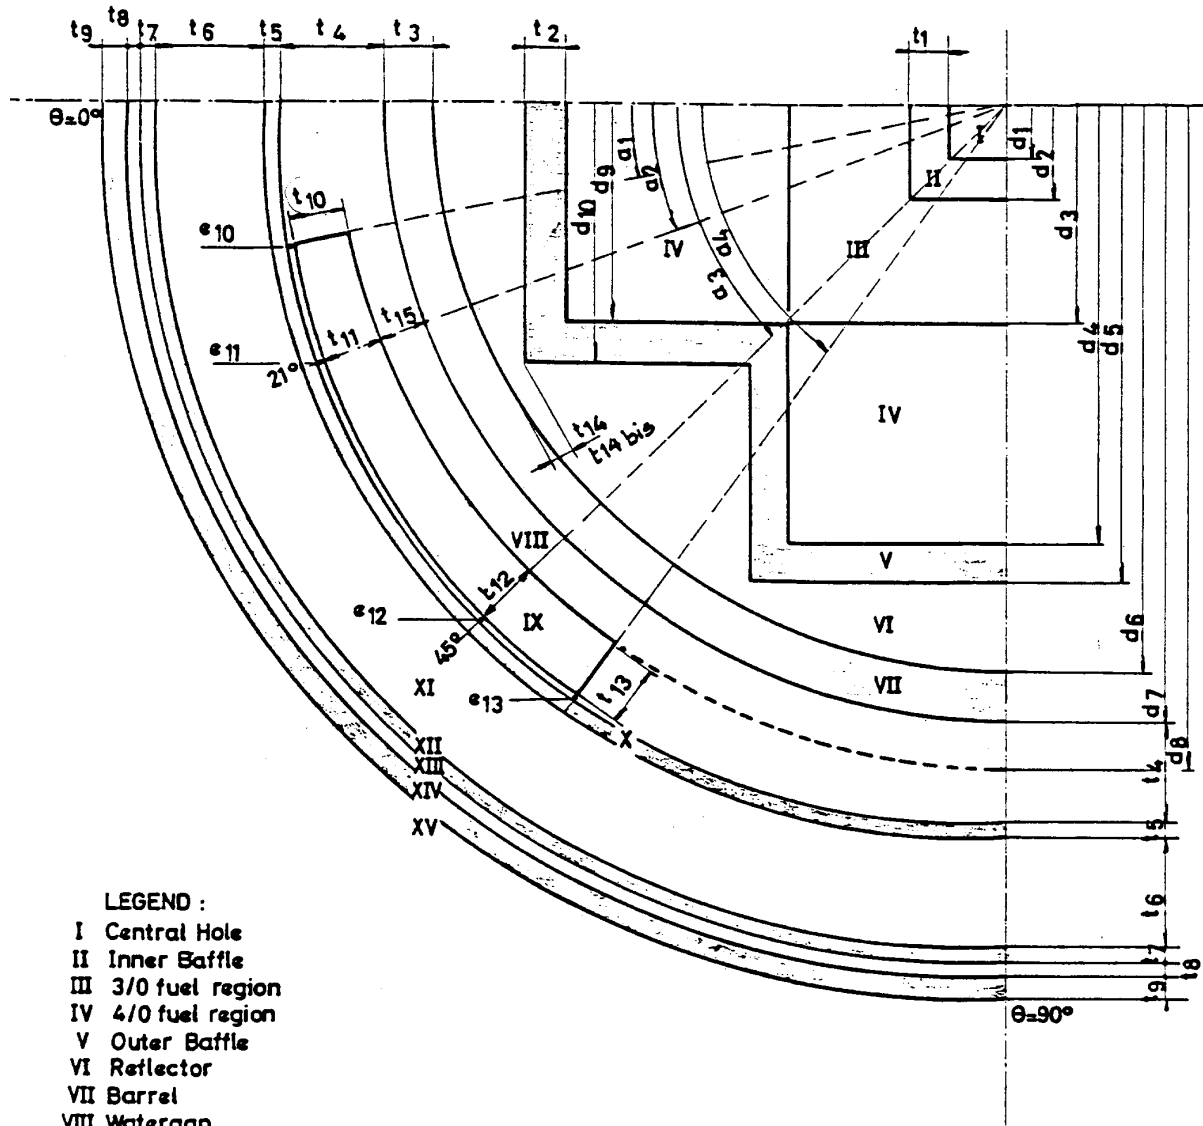 t9 t8 t7 t6 t5 t4 t3 t2 t1
θ=0°
I
d1
d2
II
a1
d9
a2
t10
d3
e10
d10
IV
III
a4
a3
t15
t11
d4
d5
e11
21°
IV
t14
t14 bis
VIII
V
t12
e12
IX
VI
d6
45°
XI
VII
t13
e13
d7
X
XII
t4
d8
XIII
XIV
XV
t5
t6
LEGEND :
I Central Hole
t7
t8
II Inner Baffle
III 3/0 fuel region
t9
IV 4/0 fuel region
θ=90°
V Outer Baffle
VI Reflector
VII Barrel
VIII Watergap